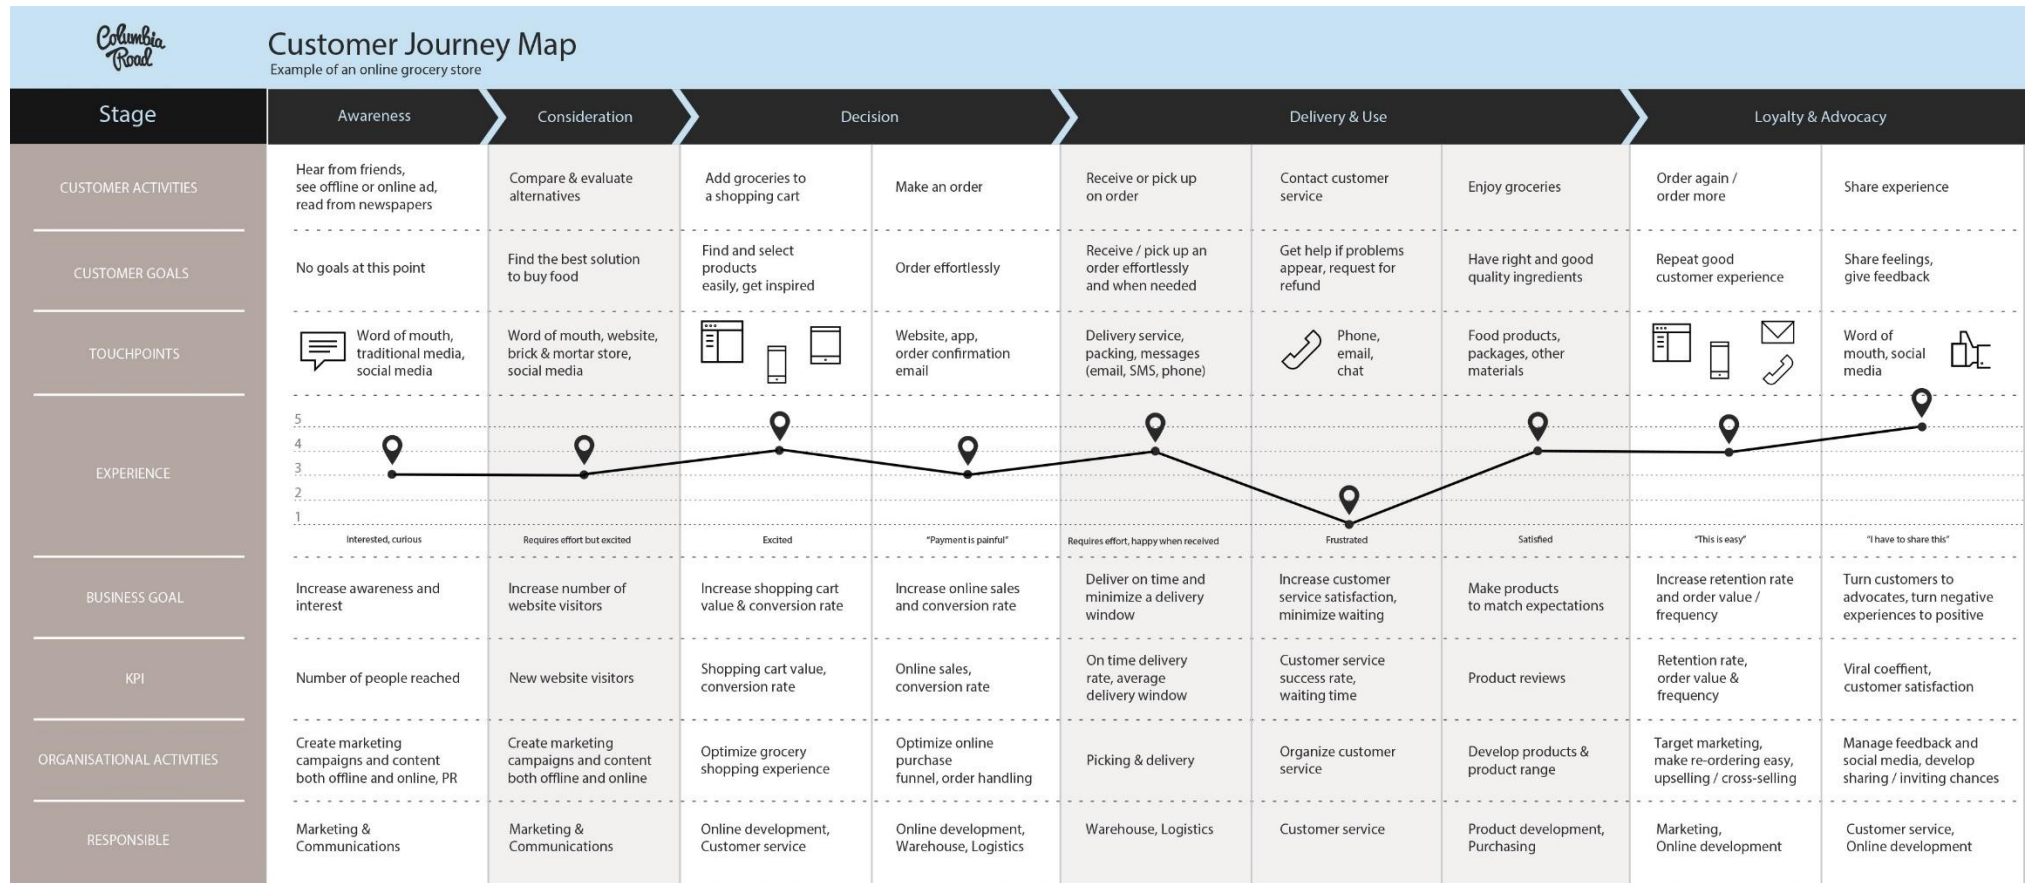 Columbia
Road
Customer Journey Map
Example of an online grocery store
Stage
Awareness
Consideration
Decision
Delivery & Use
Loyalty & Advocacy
CUSTOMER ACTIVITIES
Hear from friends,
see offline or online ad,
read from newspapers
Compare & evaluate
alternatives
Add groceries to
a shopping cart
Make an order
Receive or pick up
on order
Contact customer
service
Enjoy groceries
Order again /
order more
Share experience
CUSTOMER GOALS
No goals at this point
Find the best solution
to buy food
Find and select
products
easily, get inspired
Order effortlessly
Receive / pick up an
order effortlessly
and when needed
Get help if problems
appear, request for
refund
Have right and good
quality ingredients
Repeat good
customer experience
Share feelings,
give feedback
TOUCHPOINTS
Word of mouth,
traditional media,
social media
Word of mouth, website,
brick & mortar store,
social media
Website, app,
order confirmation
email
Delivery service,
packing, messages
(email, SMS, phone)
Phone,
email,
chat
Food products,
packages, other
materials
Word of
mouth, social
media
EXPERIENCE
5
4
3
2
1
Interested, curious
Requires effort but excited
Excited
"Payment is painful"
Requires effort, happy when received
Frustrated
Satisfied
"This is easy"
"I have to share this"
BUSINESS GOAL
Increase awareness and
interest
Increase number of
website visitors
Increase shopping cart
value & conversion rate
Increase online sales
and conversion rate
Deliver on time and
minimize a delivery
window
Increase customer
service satisfaction,
minimize waiting
Make products
to match expectations
Increase retention rate
and order value /
frequency
Turn customers to
advocates, turn negative
experiences to positive
KPI
Number of people reached
New website visitors
Shopping cart value,
conversion rate
Online sales,
conversion rate
On time delivery
rate, average
delivery window
Customer service
success rate,
waiting time
Product reviews
Retention rate,
order value &
frequency
Viral coeffient,
customer satisfaction
ORGANISATIONAL ACTIVITIES
Create marketing
campaigns and content
both offline and online, PR
Create marketing
campaigns and content
both offline and online
Optimize grocery
shopping experience
Optimize online
purchase
funnel, order handling
Picking & delivery
Organize customer
service
Develop products &
product range
Target marketing,
make re-ordering easy,
upselling / cross-selling
Manage feedback and
social media, develop
sharing / inviting chances
RESPONSIBLE
Marketing &
Communications
Marketing &
Communications
Online development,
Customer service
Online development,
Warehouse, Logistics
Warehouse, Logistics
Customer service
Product development,
Purchasing
Marketing,
Online development
Customer service,
Online development